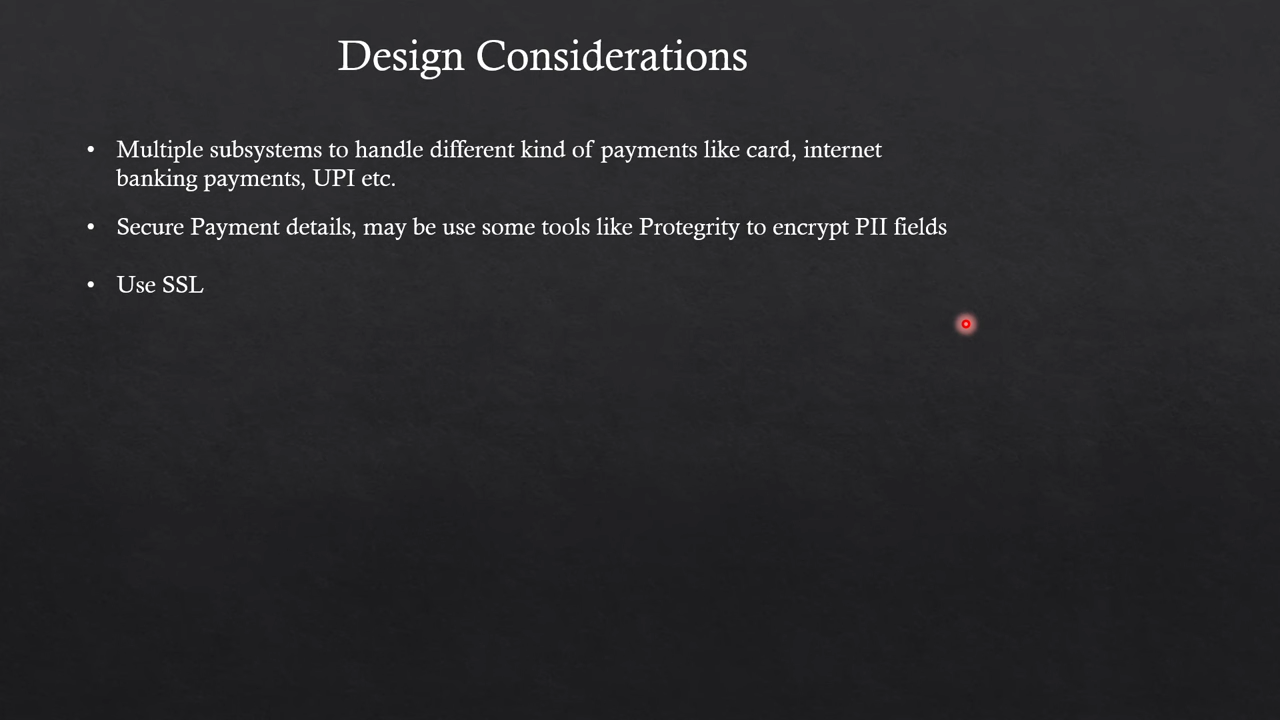 Design Considerations
• Multiple subsystems to handle different kind of payments like card, internet
banking payments, UPI etc.
• Secure Payment details, may be use some tools like Protegrity to encrypt PII fields
• Use SSL